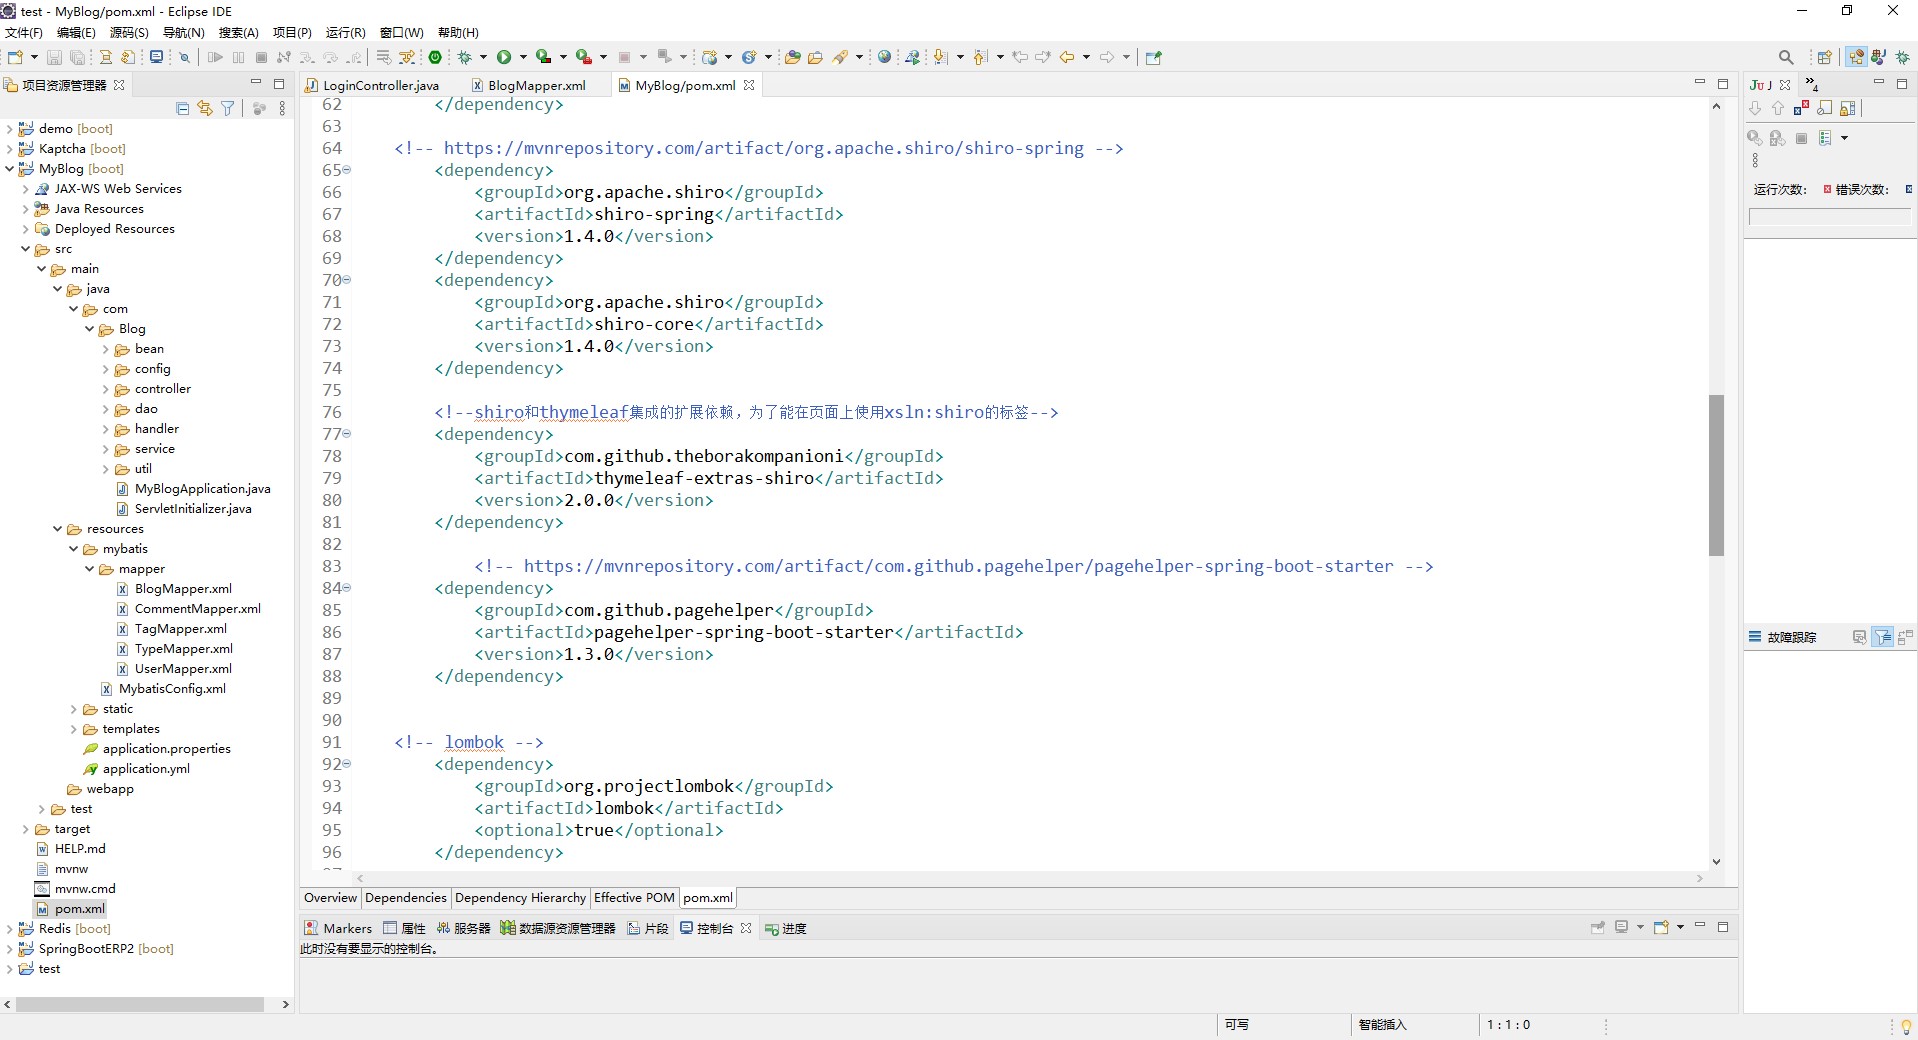 test - MyBlog/pom.xml - Eclipse IDE
文件(F) 编辑(E) 源码(S) 导航(N) 搜索(A) 项目(P) 运行(R) 窗口(W) 帮助(H)
项目资源管理器
demo [boot]
Kaptcha [boot]
MyBlog [boot]
JAX-WS Web Services
Java Resources
Deployed Resources
src
main
java
com
Blog
bean
config
controller
dao
handler
service
util
MyBlogApplication.java
ServletInitializer.java
resources
mybatis
mapper
BlogMapper.xml
CommentMapper.xml
TagMapper.xml
TypeMapper.xml
UserMapper.xml
MybatisConfig.xml
static
templates
application.properties
application.yml
webapp
test
target
HELP.md
mvnw
mvnw.cmd
pom.xml
Redis [boot]
SpringBootERP2 [boot]
test
LoginController.java BlogMapper.xml MyBlog/pom.xml
62 </dependency>
63
64 <!-- https://mvnrepository.com/artifact/org.apache.shiro/shiro-spring -->
65 <dependency>
66 <groupId>org.apache.shiro</groupId>
67 <artifactId>shiro-spring</artifactId>
68 <version>1.4.0</version>
69 </dependency>
70 <dependency>
71 <groupId>org.apache.shiro</groupId>
72 <artifactId>shiro-core</artifactId>
73 <version>1.4.0</version>
74 </dependency>
75
76 <!--shiro和thymeleaf集成的扩展依赖，为了能在页面上使用xsln:shiro的标签-->
77 <dependency>
78 <groupId>com.github.theborakompanioni</groupId>
79 <artifactId>thymeleaf-extras-shiro</artifactId>
80 <version>2.0.0</version>
81 </dependency>
82
83 <!-- https://mvnrepository.com/artifact/com.github.pagehelper/pagehelper-spring-boot-starter -->
84 <dependency>
85 <groupId>com.github.pagehelper</groupId>
86 <artifactId>pagehelper-spring-boot-starter</artifactId>
87 <version>1.3.0</version>
88 </dependency>
89
90
91 <!-- lombok -->
92 <dependency>
93 <groupId>org.projectlombok</groupId>
94 <artifactId>lombok</artifactId>
95 <optional>true</optional>
96 </dependency>
Overview Dependencies Dependency Hierarchy Effective POM pom.xml
Markers 属性 服务器 数据源资源管理器 片段 控制台 进度
此时没有要显示的控制台。
Ju J 4
运行次数: 错误次数:
故障跟踪
可写 智能插入 1 : 1 : 0